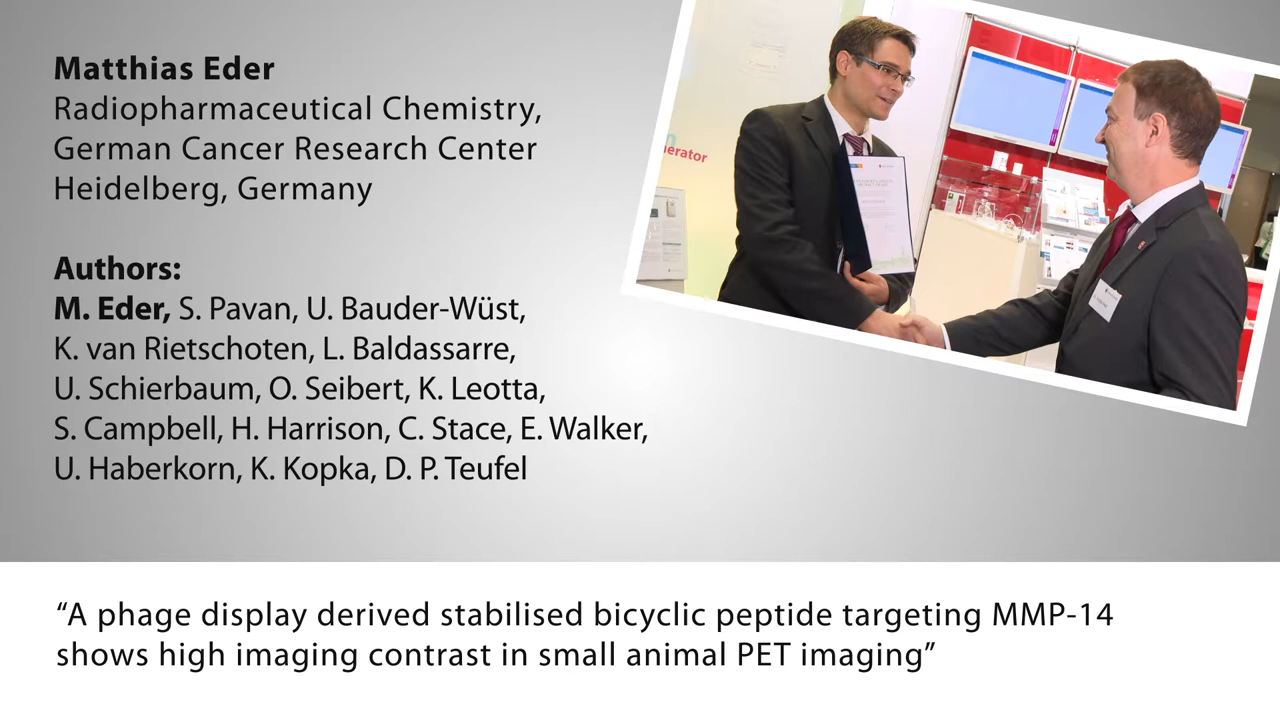 Matthias Eder
Radiopharmaceutical Chemistry,
German Cancer Research Center
Heidelberg, Germany
Authors:
M. Eder, S. Pavan, U. Bauder-Wüst,
K. van Rietschoten, L. Baldassarre,
U. Schierbaum, O. Seibert, K. Leotta,
S. Campbell, H. Harrison, C. Stace, E. Walker,
U. Haberkorn, K. Kopka, D. P. Teufel
nerator
“A phage display derived stabilised bicyclic peptide targeting MMP-14
shows high imaging contrast in small animal PET imaging”